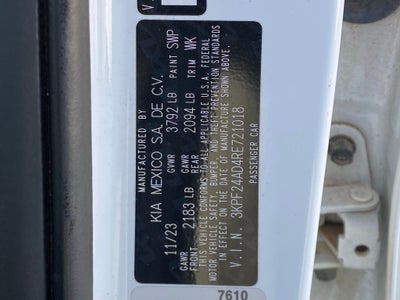 MANUFACTURED BY
KIA MEXICO S.A. DE C.V.
11/23 GVWR 3792 LB PAINT SWP
GAWR FRONT 2183 LB GAWR REAR 2094 LB TRIM WK
THIS VEHICLE CONFORMS TO ALL APPLICABLE U.S.A. FEDERAL
MOTOR VEHICLE SAFETY, BUMPER AND THEFT PREVENTION STANDARDS
IN EFFECT ON THE DATE OF MANUFACTURE SHOWN ABOVE.
V.I.N. 3KPF24AD4RE721018
PASSENGER CAR
7610
V